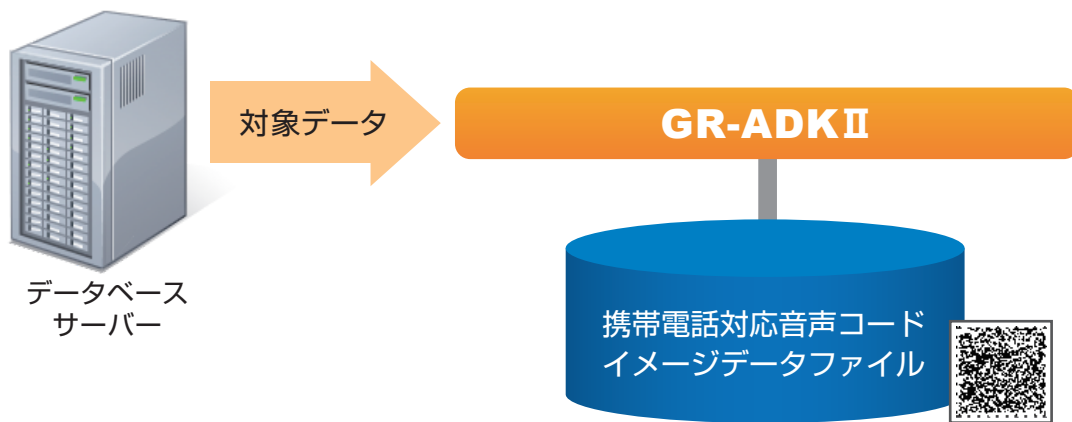 対象データ
GR-ADKⅡ
データベース
サーバー
携帯電話対応音声コード
イメージデータファイル